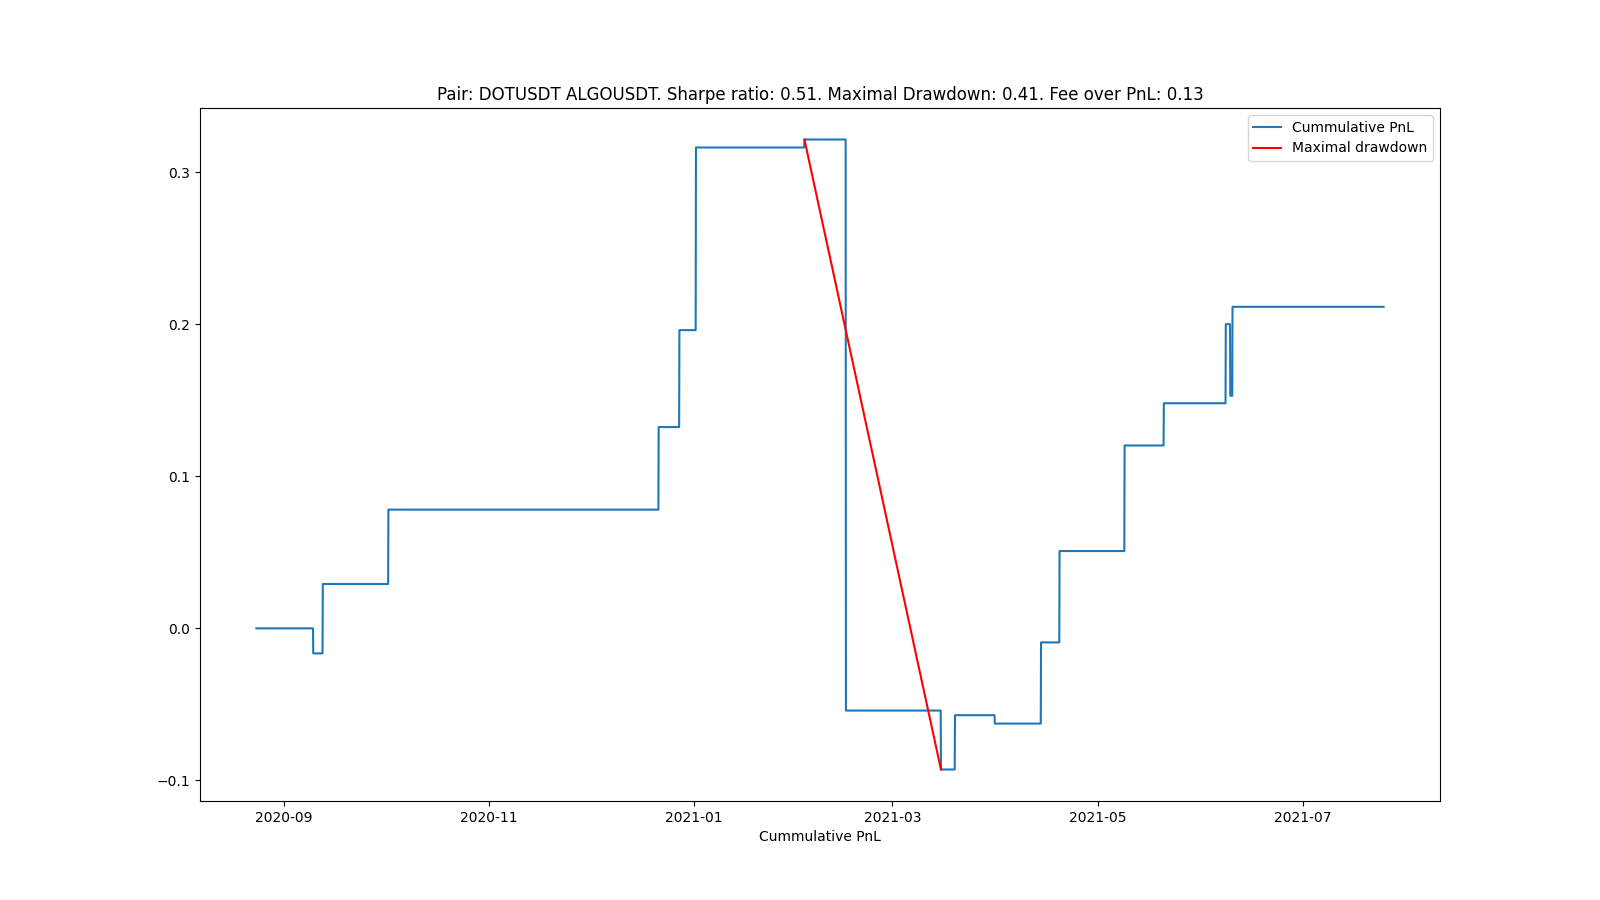 Pair: DOTUSDT ALGOUSDT. Sharpe ratio: 0.51. Maximal Drawdown: 0.41. Fee over PnL: 0.13
Cummulative PnL
Maximal drawdown
0.3
0.2
0.1
0.0
−0.1
2020-09 2020-11 2021-01 2021-03 2021-05 2021-07
Cummulative PnL